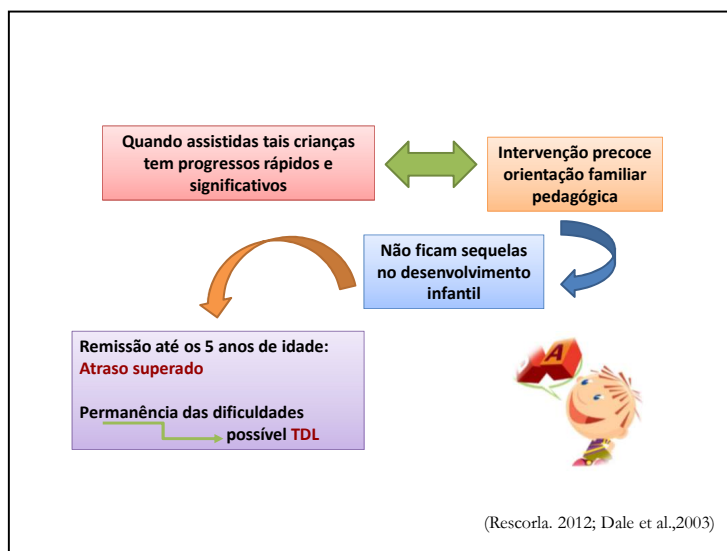 Quando assistidas tais crianças
tem progressos rápidos e
significativos
Intervenção precoce
orientação familiar
pedagógica
Não ficam sequelas
no desenvolvimento
infantil
Remissão até os 5 anos de idade:
Atraso superado
Permanência das dificuldades
possível TDL
A
(Rescorla. 2012; Dale et al.,2003)